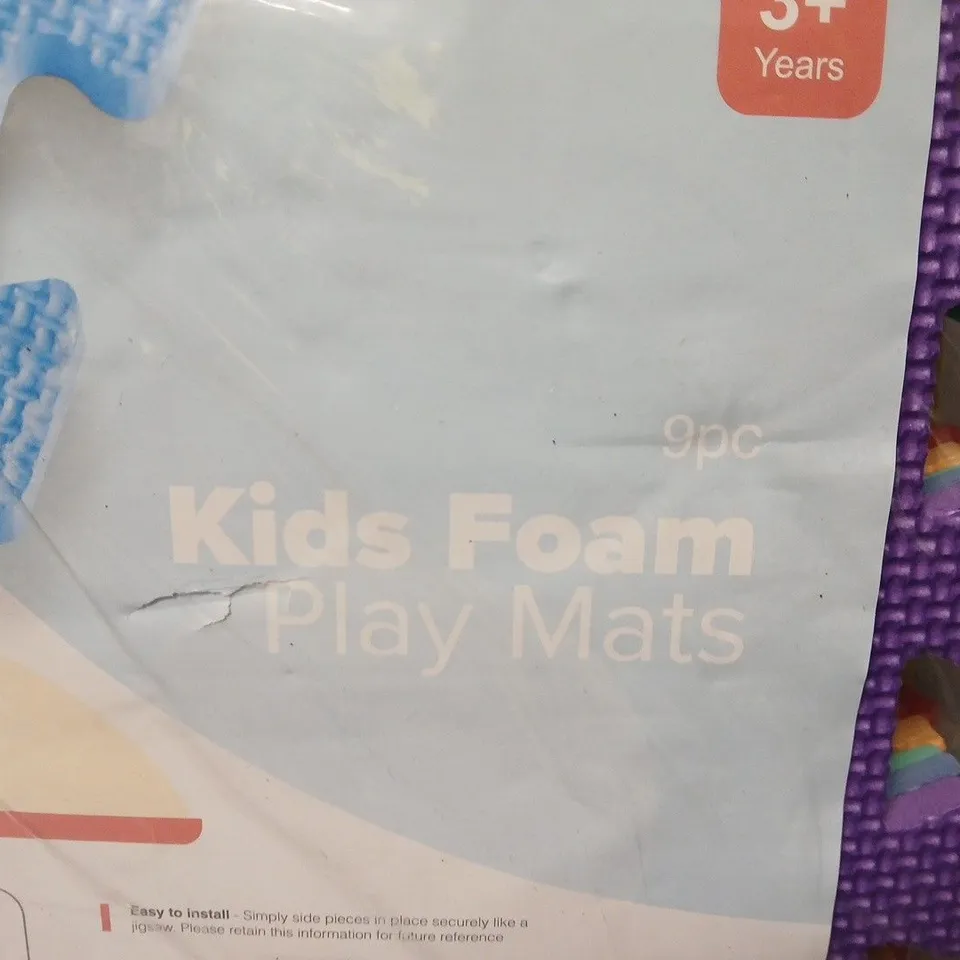 3+
Years
9pc
Kids Foam
Play Mats
Easy to install - Simply side pieces in place securely like a
jigsaw. Please retain this information for future reference